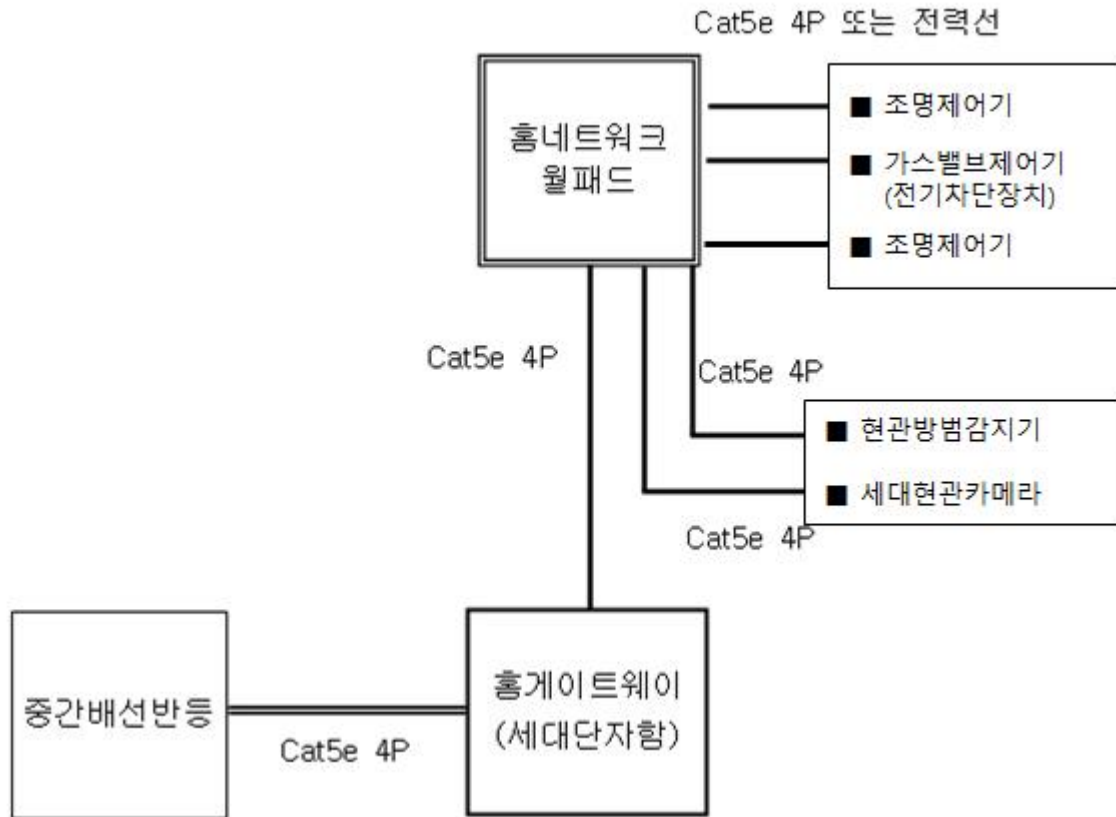 Cat5e 4P 또는 전력선
홈네트워크
월패드
■ 조명제어기
■ 가스밸브제어기
(전기차단장치)
■ 조명제어기
Cat5e 4P
Cat5e 4P
■ 현관방범감지기
■ 세대현관카메라
Cat5e 4P
중간배선반등
Cat5e 4P
홈게이트웨이
(세대단자함)